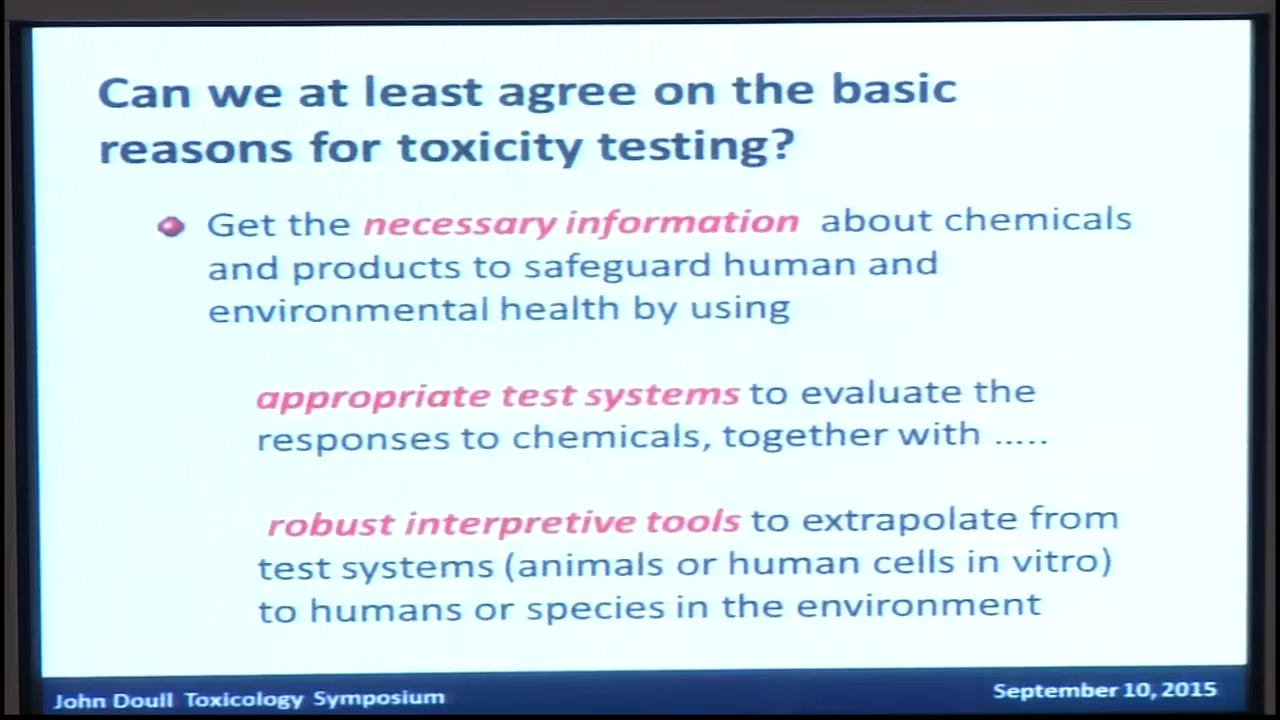 Can we at least agree on the basic
reasons for toxicity testing?
Get the necessary information about chemicals
and products to safeguard human and
environmental health by using
appropriate test systems to evaluate the
responses to chemicals, together with .....
robust interpretive tools to extrapolate from
test systems (animals or human cells in vitro)
to humans or species in the environment
John Doull Toxicology Symposium
September 10, 2015